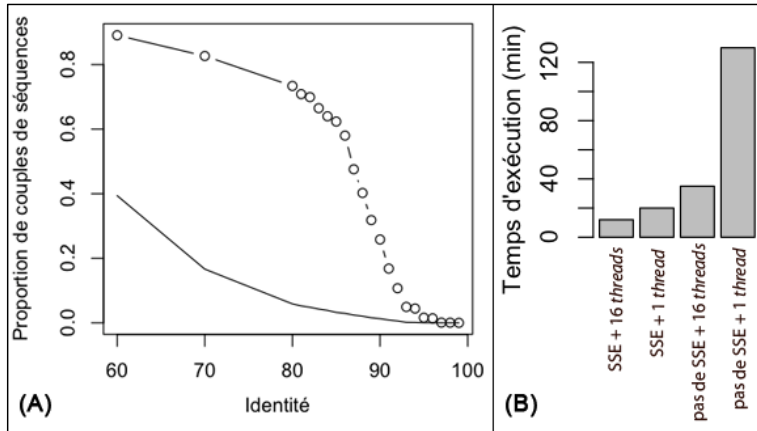 Proportion de couples de séquences
0.0
0.2
0.4
0.6
0.8
60
70
80
90
100
Identité
(A)
Temps d'exécution (min)
0
40
80
120
SSE + 16 threads
SSE + 1 thread
pas de SSE + 16 threads
pas de SSE + 1 thread
(B)